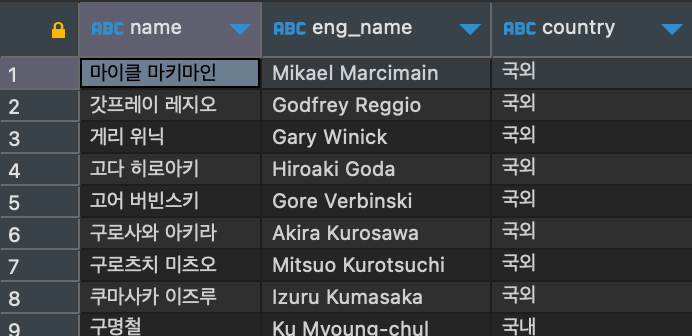 ABC name ABC eng_name ABC country
1 마이클 마키마인 Mikael Marcimain 국외
2 갓프레이 레지오 Godfrey Reggio 국외
3 게리 위닉 Gary Winick 국외
4 고다 히로아키 Hiroaki Goda 국외
5 고어 버빈스키 Gore Verbinski 국외
6 구로사와 아키라 Akira Kurosawa 국외
7 구로츠치 미츠오 Mitsuo Kurotsuchi 국외
8 쿠마사카 이즈루 Izuru Kumasaka 국외
9 구명철 Ku Myoung-chul 국내